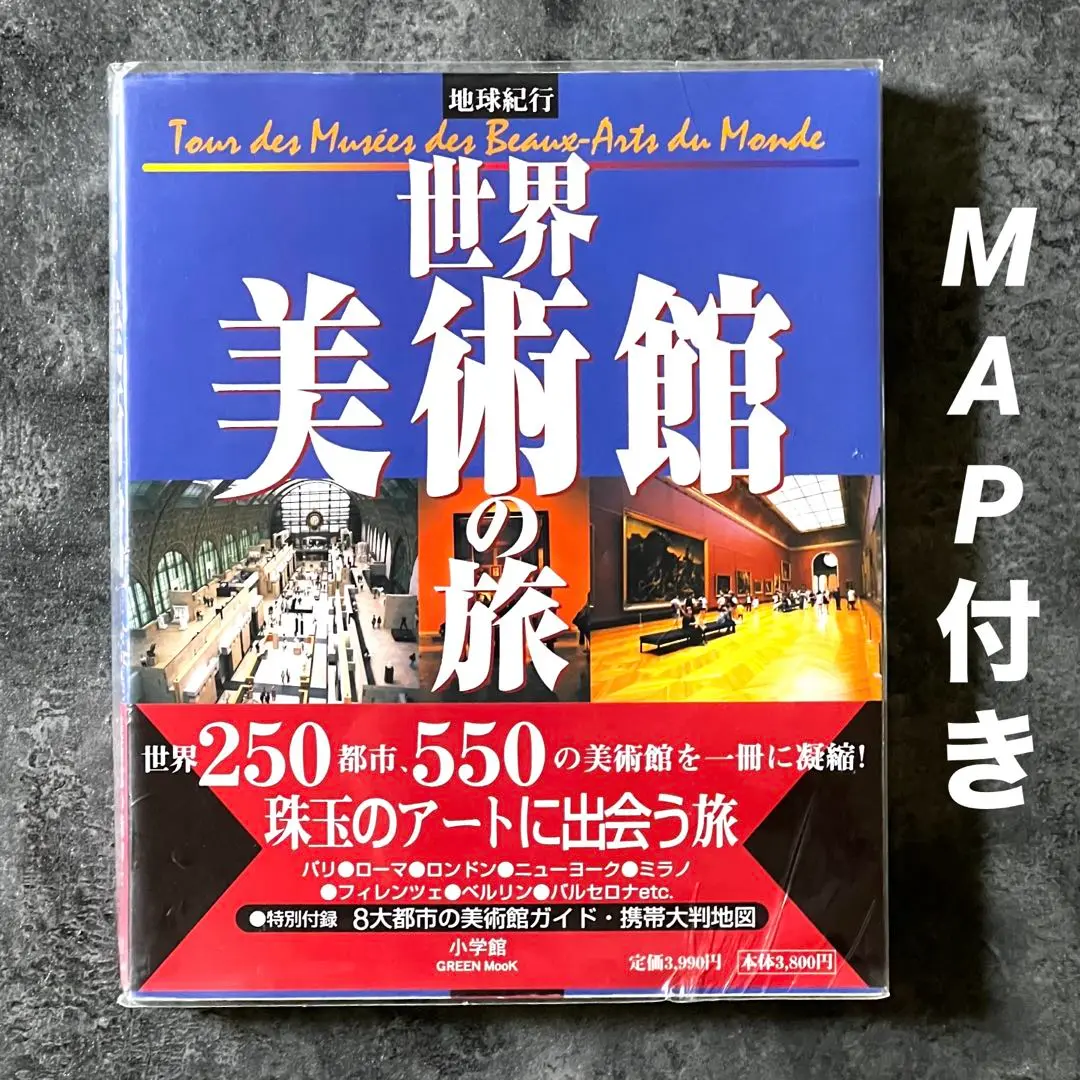 地球紀行
Tour des Musées des Beaux-Arts du Monde
世界
美術館
の
旅
世界250都市、550の美術館を一冊に凝縮!
珠玉のアートに出会う旅
パリ●ローマ●ロンドン●ニューヨーク●ミラノ
●フィレンツェ●ベルリン●バルセロナetc.
●特別付録 8大都市の美術館ガイド・携帯大判地図
小学館
GREEN MooK
定価3,990円 本体3,800円
MAP付き